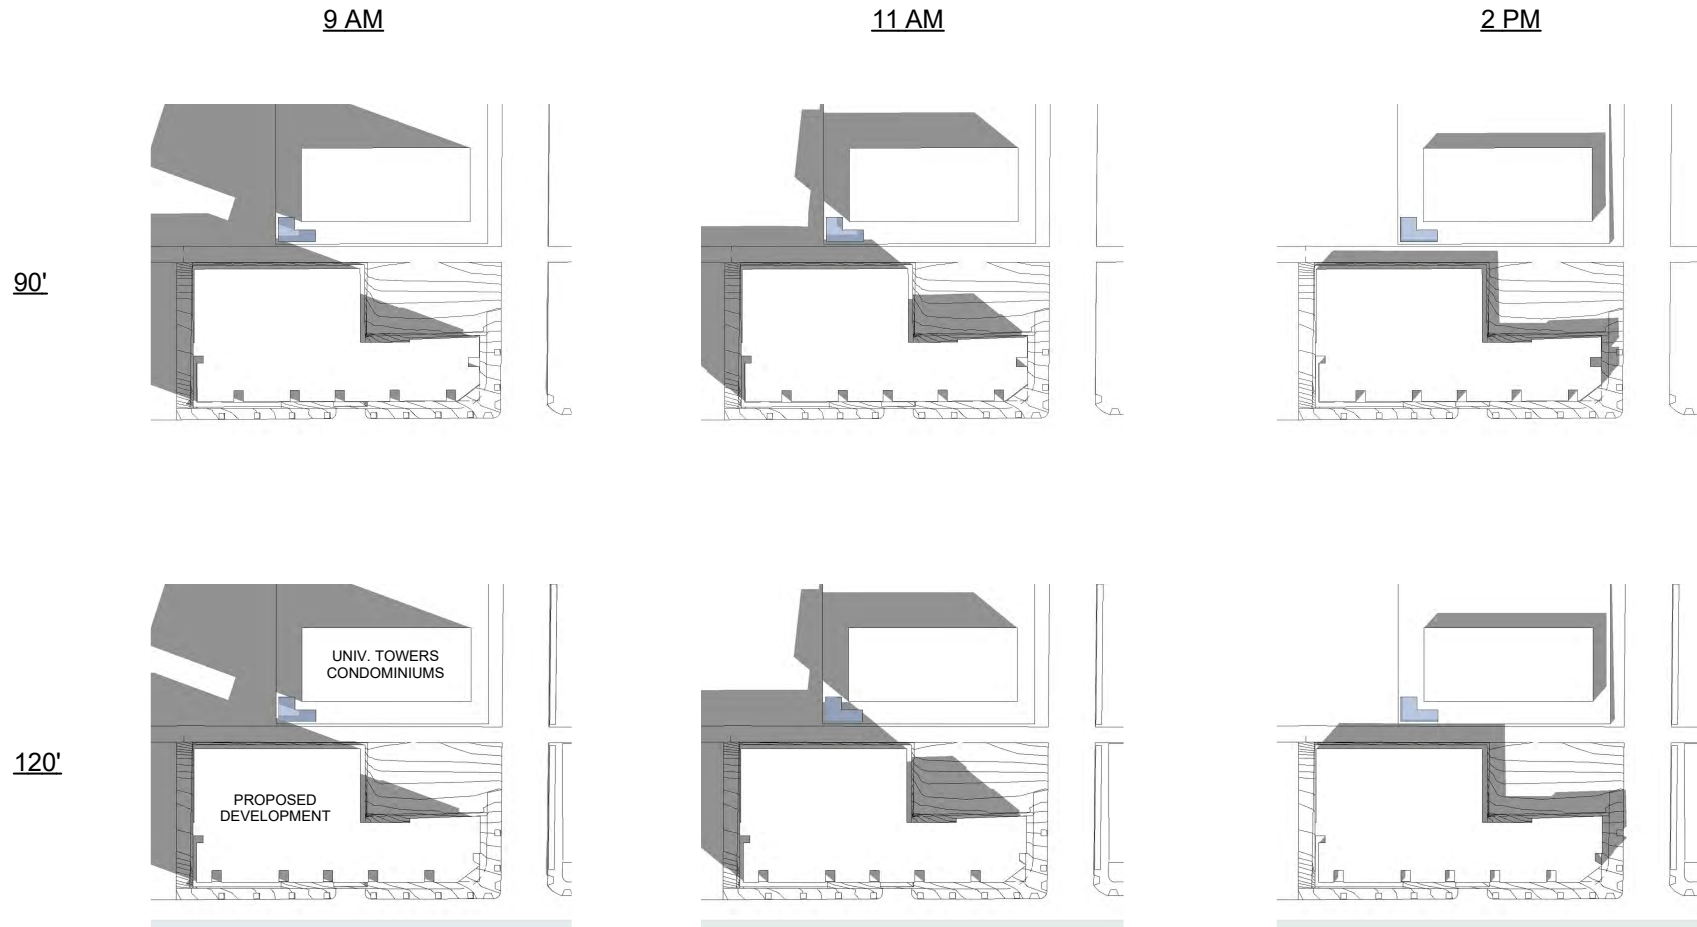 9 AM
11 AM
2 PM
90'
120'
UNIV. TOWERS
CONDOMINIUMS
PROPOSED
DEVELOPMENT